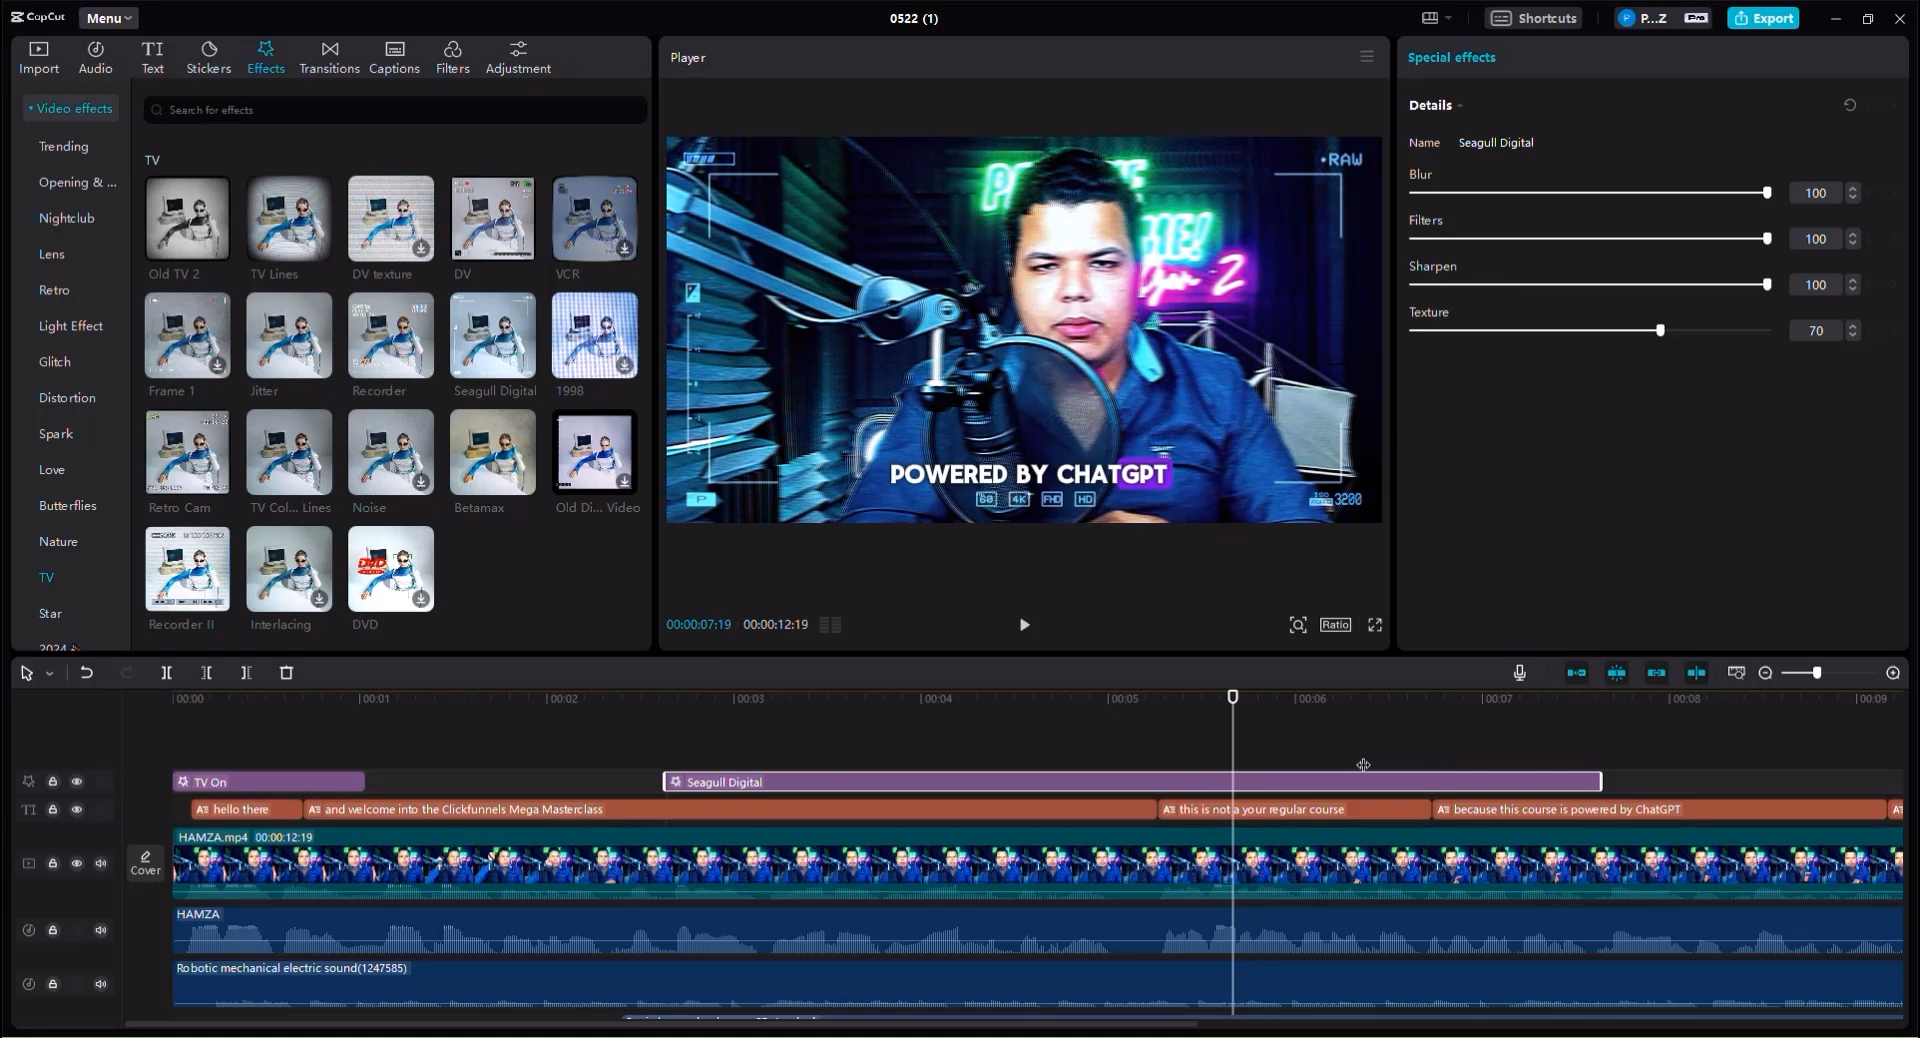 CapCut
Menu
0522 (1)
Shortcuts
P...Z
Pro
Export
Import
Audio
TI
Text
Stickers
Effects
Transitions
Captions
Filters
Adjustment
Video effects
Trending
Opening & ...
Nightclub
Lens
Retro
Light Effect
Glitch
Distortion
Spark
Love
Butterflies
Nature
TV
Star
2024
Search for effects
TV
Old TV 2
TV Lines
DV texture
DV
VCR
Frame 1
Jitter
Recorder
Seagull Digital
1998
Retro Cam
TV Col... Lines
Noise
Betamax
Old Di... Video
DVD
Recorder II
Interlacing
DVD
Player
•RAW
POWERED BY CHATGPT
P
50 4K FHD HD
ISO 3200
00:00:07:19 00:00:12:19
Ratio
Special effects
Details
Name Seagull Digital
Blur
100
Filters
100
Sharpen
100
Texture
70
00:00 00:01 00:02 00:03 00:04 00:05 00:06 00:07 00:08 00:09
TV On
Seagull Digital
TI
hello there
and welcome into the Clickfunnels Mega Masterclass
this is not a your regular course
because this course is powered by ChatGPT
HAMZA.mp4 00:00:12:19
Cover
HAMZA
Robotic mechanical electric sound(1247585)